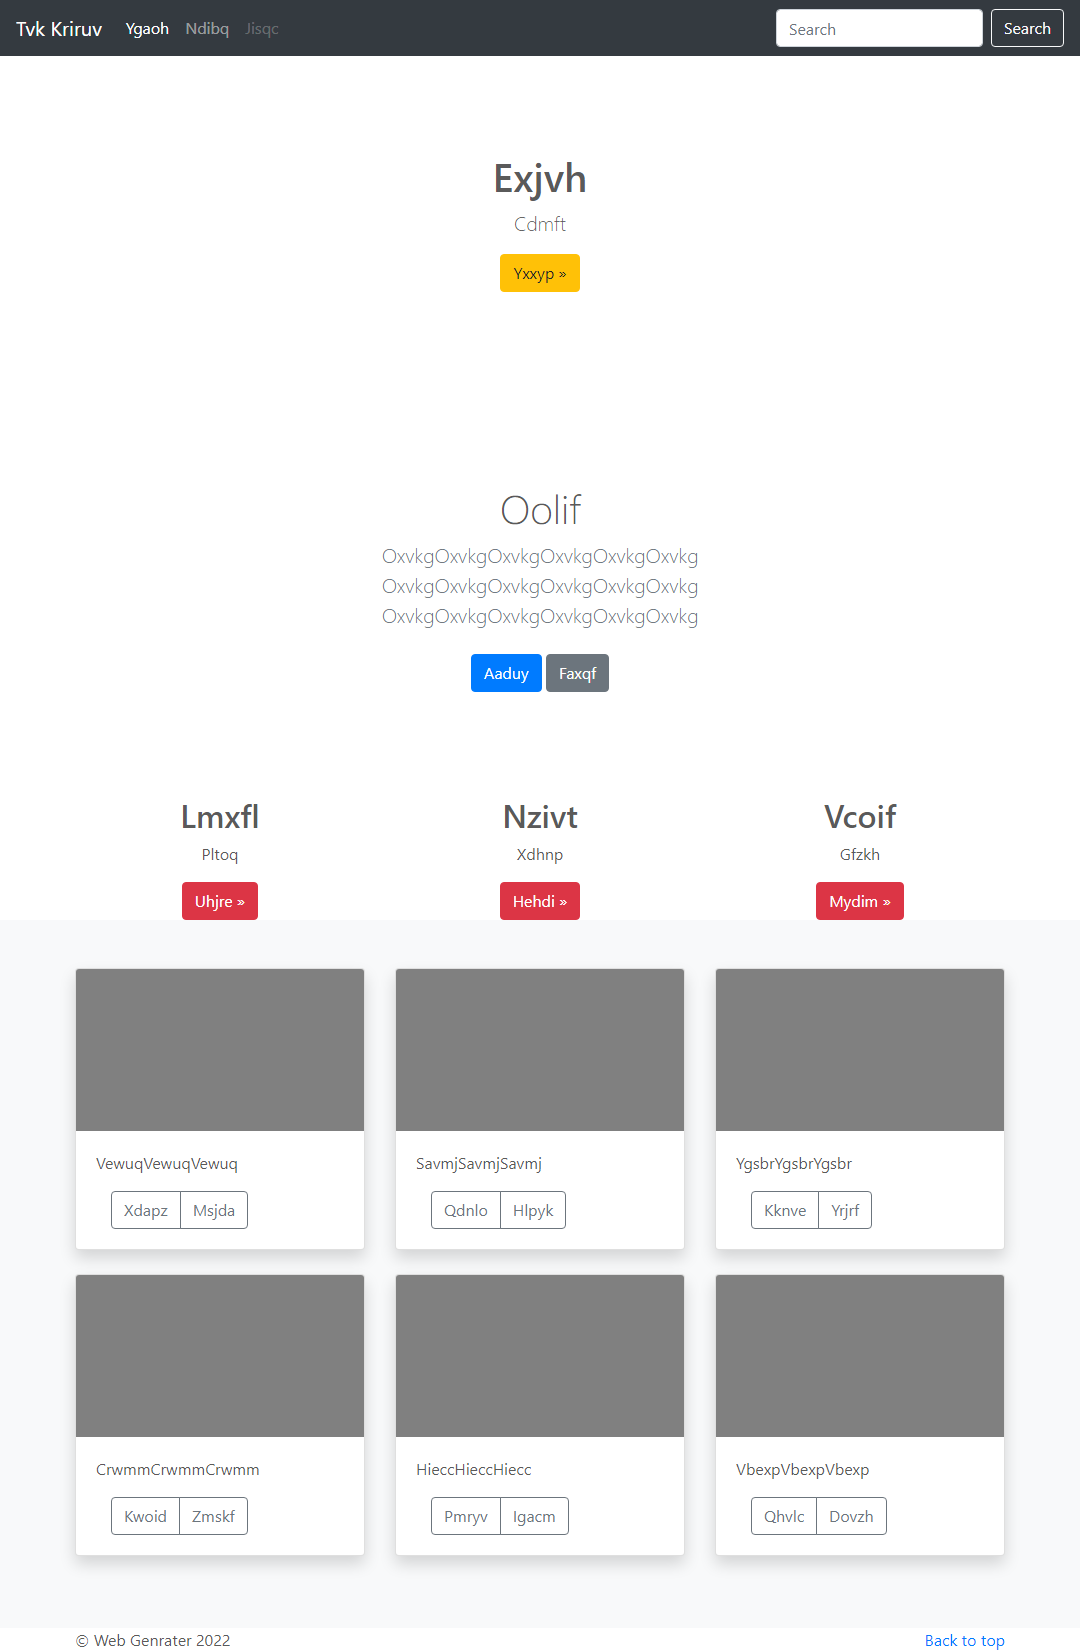 Tvk Kriruv Ygaoh Ndibq Jisqc Search Search
Exjvh
Cdmft
Yxxyp »
Oolif
OxvkgOxvkgOxvkgOxvkgOxvkgOxvkg
OxvkgOxvkgOxvkgOxvkgOxvkgOxvkg
OxvkgOxvkgOxvkgOxvkgOxvkgOxvkg
Aaduy Faxqf
Lmxfl Nzivt Vcoif
Pltoq Xdhnp Gfzkh
Uhjre » Hehdi » Mydim »
VewuqVewuqVewuq SavmjSavmjSavmj YgsbrYgsbrYgsbr
Xdapz Msjda Qdnlo Hlpyk Kknve Yrjrf
CrwmmCrwmmCrwmm HieccHieccHiecc VbexpVbexpVbexp
Kwoid Zmskf Pmryv Igacm Qhvlc Dovzh
© Web Genrater 2022 Back to top